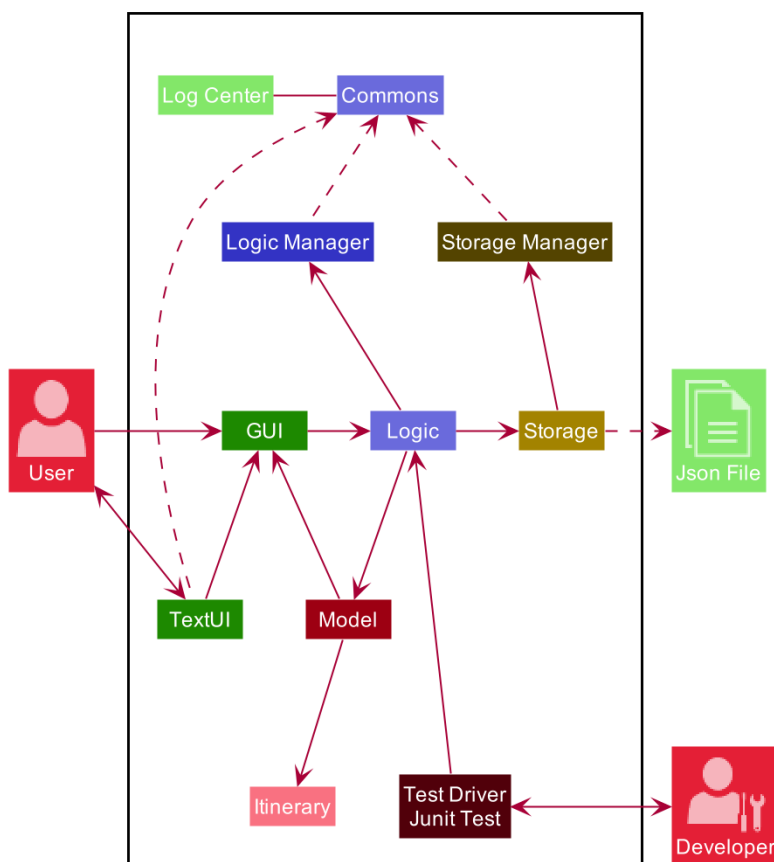 Log Center
Commons
Logic Manager
Storage Manager
User
GUI
Logic
Storage
Json File
TextUI
Model
Itinerary
Test Driver
Junit Test
Developer